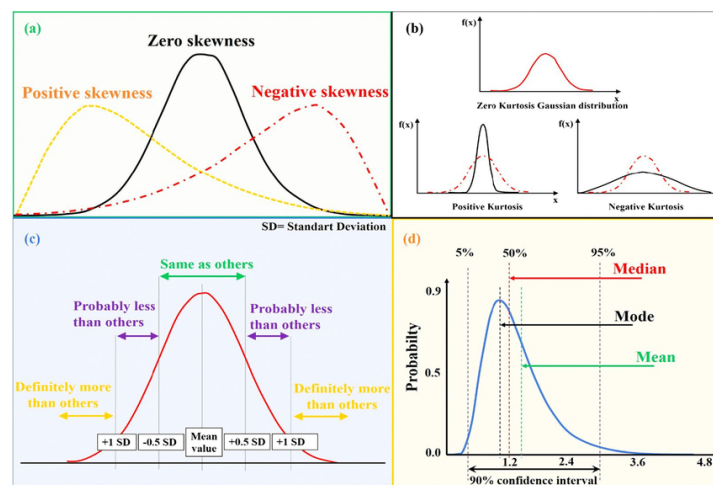 (a)
Zero skewness
Positive skewness
Negative skewness
SD= Standart Deviation
(b)
f(x)
x
Zero Kurtosis Gaussian distribution
f(x)
f(x)
x
x
Positive Kurtosis
Negative Kurtosis
(c)
Same as others
Probably less
than others
Probably less
than others
Definitely more
than others
Definitely more
than others
+1 SD
-0.5 SD
Mean
value
+0.5 SD
+1 SD
(d)
5%
50%
95%
Median
Mode
Mean
Probabilty
0.9
0.5
0.0
1.2
2.4
3.6
4.8
90% confidence interval